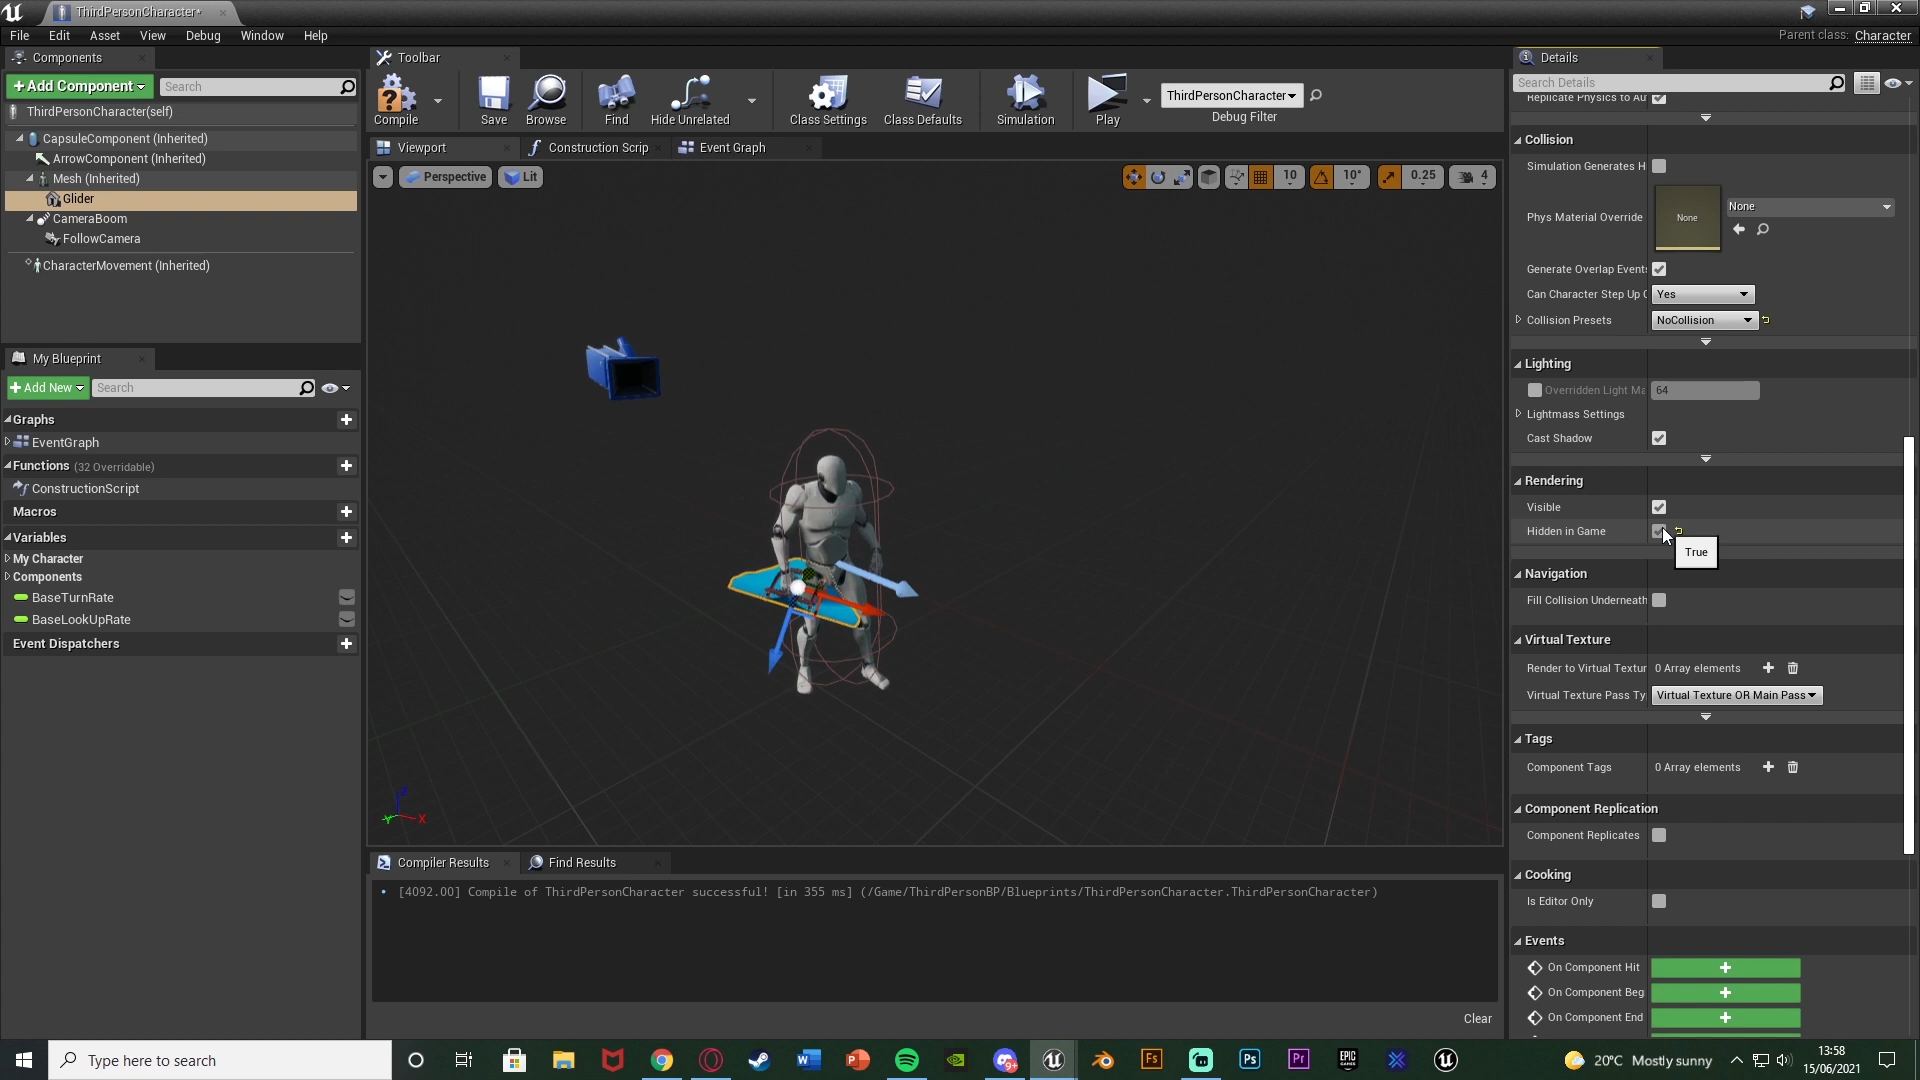 ThirdPersonCharacter*
File Edit Asset View Debug Window Help
Parent class: Character
Components
+ Add Component
Search
ThirdPersonCharacter(self)
CapsuleComponent (Inherited)
ArrowComponent (Inherited)
Mesh (Inherited)
Glider
CameraBoom
FollowCamera
CharacterMovement (Inherited)
My Blueprint
+ Add New
Search
Graphs
EventGraph
Functions (32 Overridable)
ConstructionScript
Macros
Variables
My Character
Components
BaseTurnRate
BaseLookUpRate
Event Dispatchers
Toolbar
Compile
Save
Browse
Find
Hide Unrelated
Class Settings
Class Defaults
Simulation
Play
ThirdPersonCharacter
Debug Filter
Viewport
Construction Scrip
Event Graph
Perspective
Lit
10
10°
0.25
4
X
Compiler Results
Find Results
[4092.00] Compile of ThirdPersonCharacter successful! [in 355 ms] (/Game/ThirdPersonBP/Blueprints/ThirdPersonCharacter.ThirdPersonCharacter)
Clear
Details
Search Details
Replicate Physics to Au
Collision
Simulation Generates H
Phys Material Override
None
None
Generate Overlap Event
Can Character Step Up
Yes
Collision Presets
NoCollision
Lighting
Overridden Light Ma
64
Lightmass Settings
Cast Shadow
Rendering
Visible
Hidden in Game
True
Navigation
Fill Collision Underneath
Virtual Texture
Render to Virtual Textur
0 Array elements
Virtual Texture Pass Ty
Virtual Texture OR Main Pass
Tags
Component Tags
0 Array elements
Component Replication
Component Replicates
Cooking
Is Editor Only
Events
On Component Hit
On Component Beg
On Component End
Type here to search
W
P
9+
Fs
Ps
Pr
EPIC GAMES
20°C Mostly sunny
13:58
15/06/2021